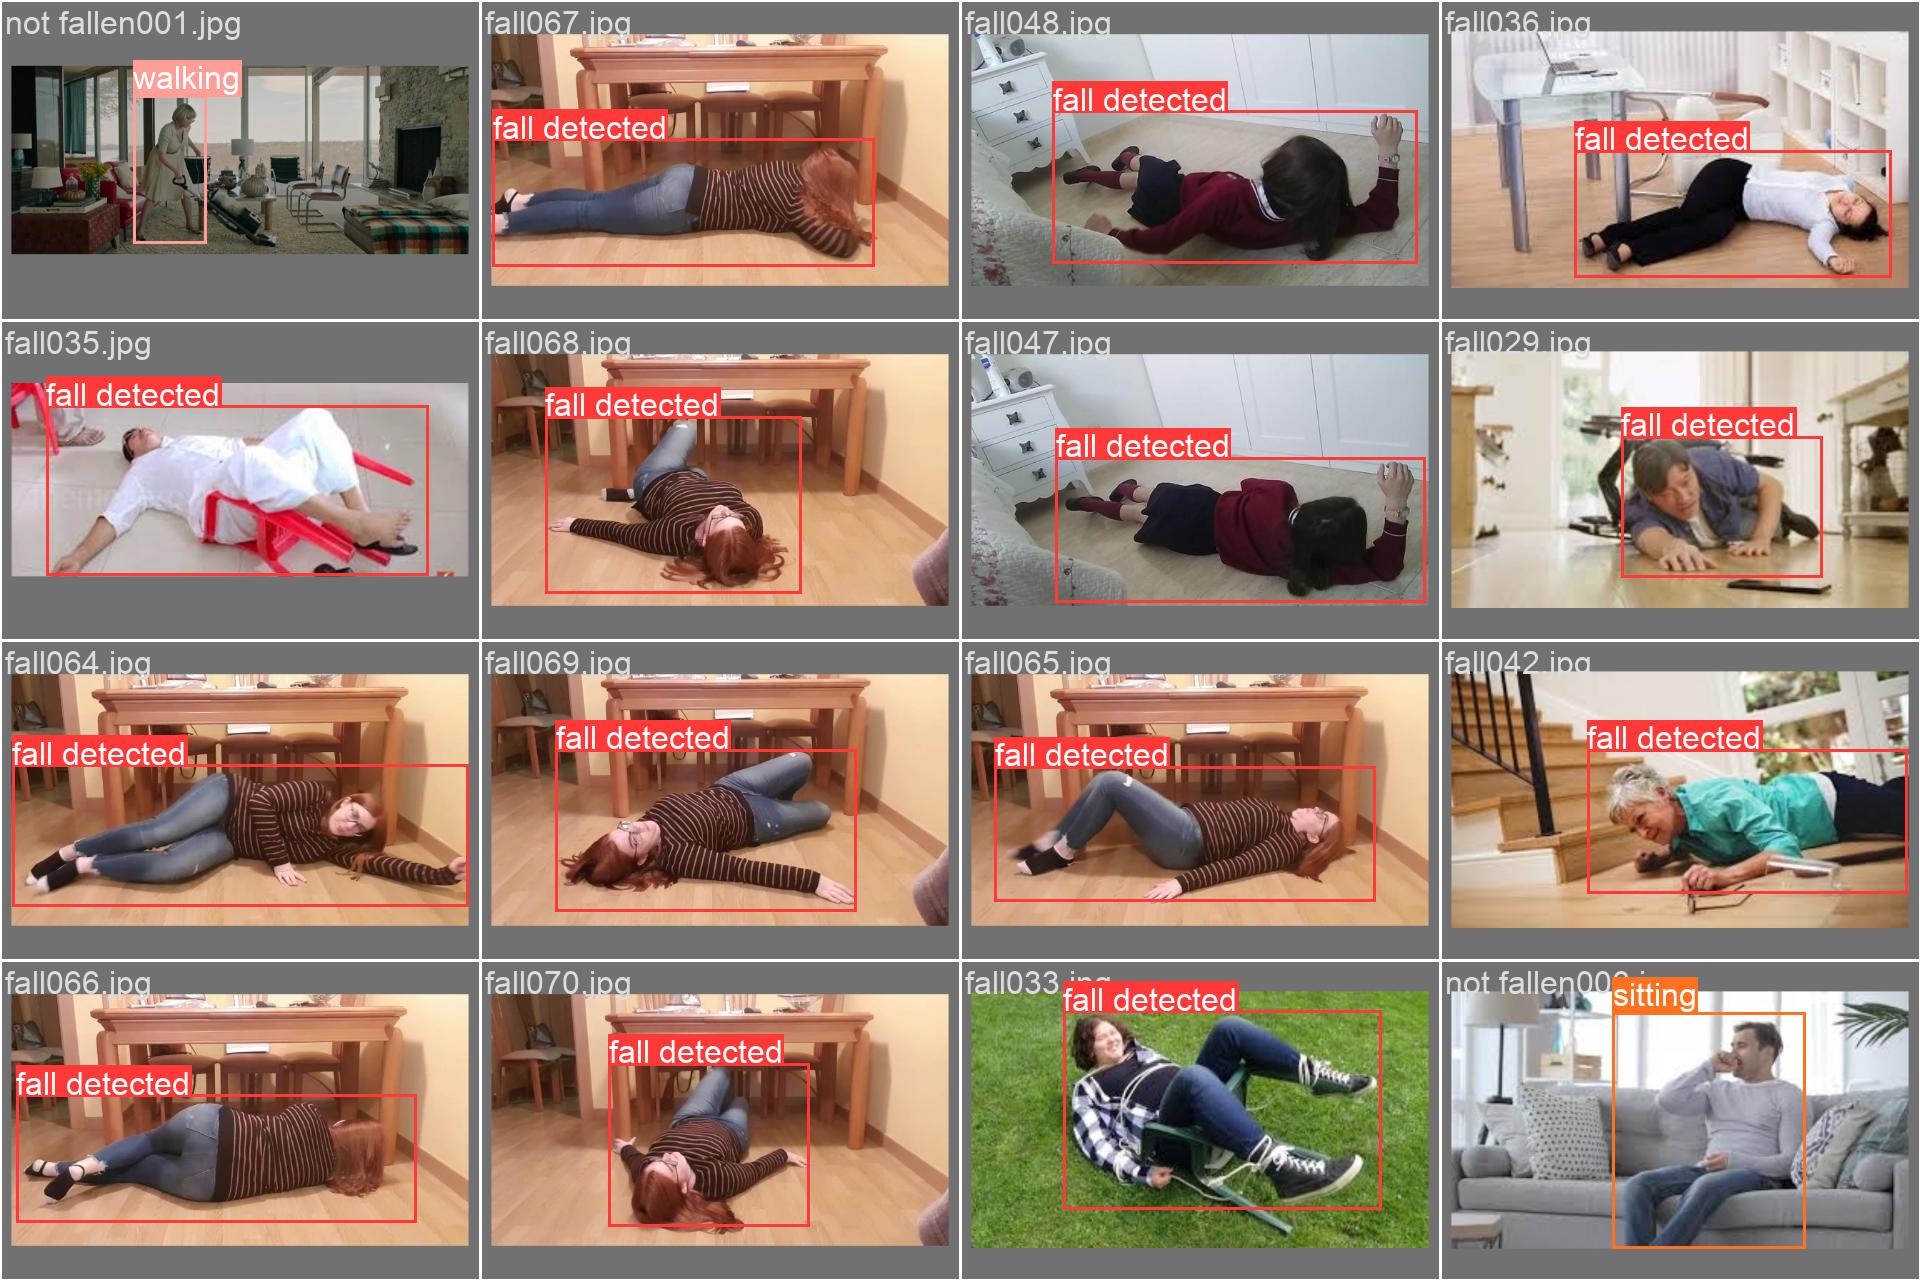 not fallen001.jpg
walking
fall067.jpg
fall detected
fall048.jpg
fall detected
fall036.jpg
fall detected
fall035.jpg
fall detected
fall068.jpg
fall detected
fall047.jpg
fall detected
fall029.jpg
fall detected
fall064.jpg
fall detected
fall069.jpg
fall detected
fall065.jpg
fall detected
fall042.jpg
fall detected
fall066.jpg
fall detected
fall070.jpg
fall detected
fall033.jpg
fall detected
not
sitting